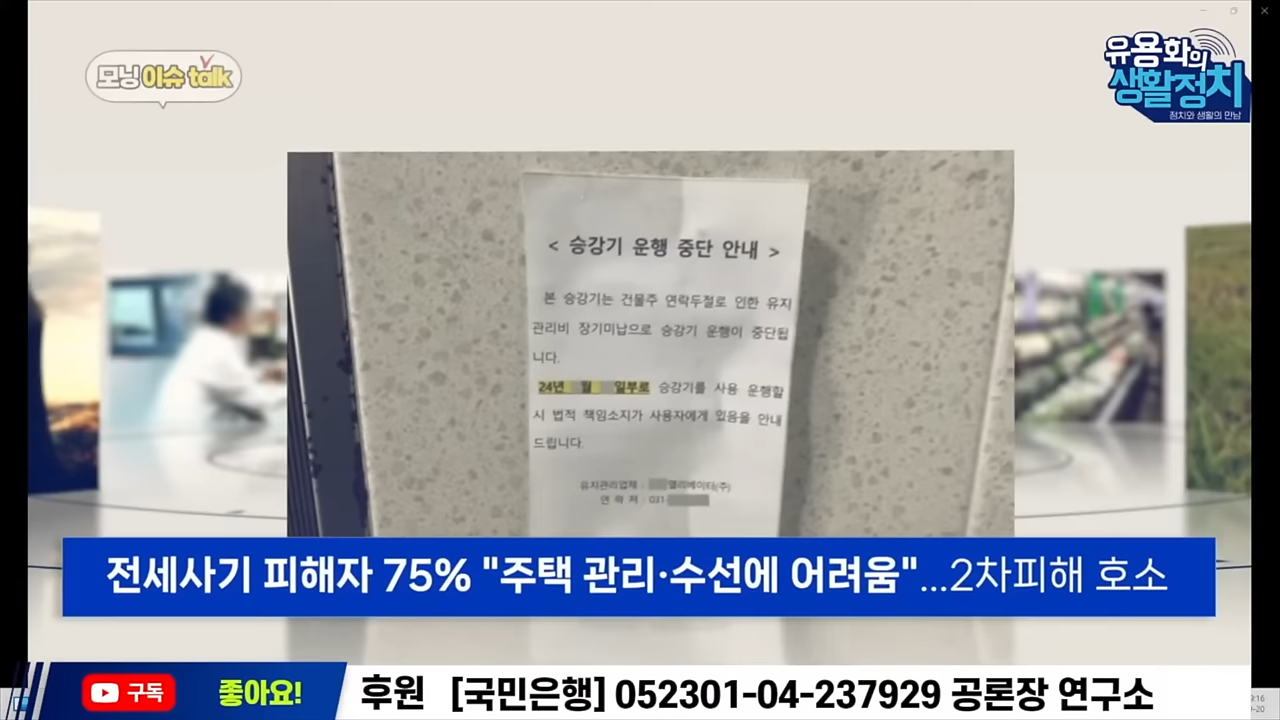 모닝이슈 talk
유용화의
생활정치
정치와 생활의 만남
< 승강기 운행 중단 안내 >
본 승강기는 건물주 연락두절로 인한 유지
관리비 장기미납으로 승강기 운행이 중단됩
니다.
24년 월 일부로 승강기를 사용 운행할
시 법적 책임소지가 사용자에게 있음을 안내
드립니다.
유지관리업체 : 엘리베이터(주)
연 락 처 : 031-
전세사기 피해자 75% "주택 관리·수선에 어려움"...2차피해 호소
구독 좋아요! 후원 [국민은행] 052301-04-237929 공론장 연구소